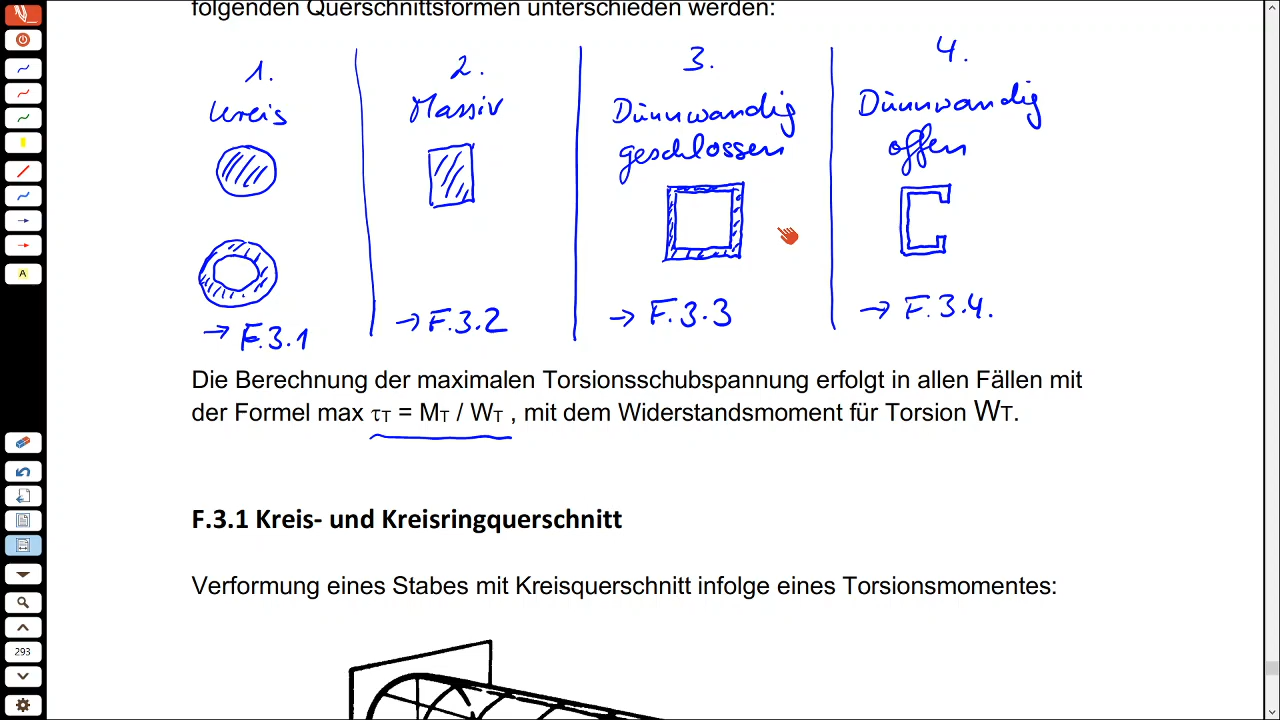 folgenden Querschnittsformen unterschieden werden:
1.
Kreis
→ F.3.1
2.
Massiv
→ F.3.2
3.
Dünnwandig
geschlossen
→ F.3.3
4.
Dünnwandig
offen
→ F.3.4.
Die Berechnung der maximalen Torsionsschubspannung erfolgt in allen Fällen mit
der Formel max τT = MT / WT , mit dem Widerstandsmoment für Torsion WT.
F.3.1 Kreis- und Kreisringquerschnitt
Verformung eines Stabes mit Kreisquerschnitt infolge eines Torsionsmomentes:
A
293